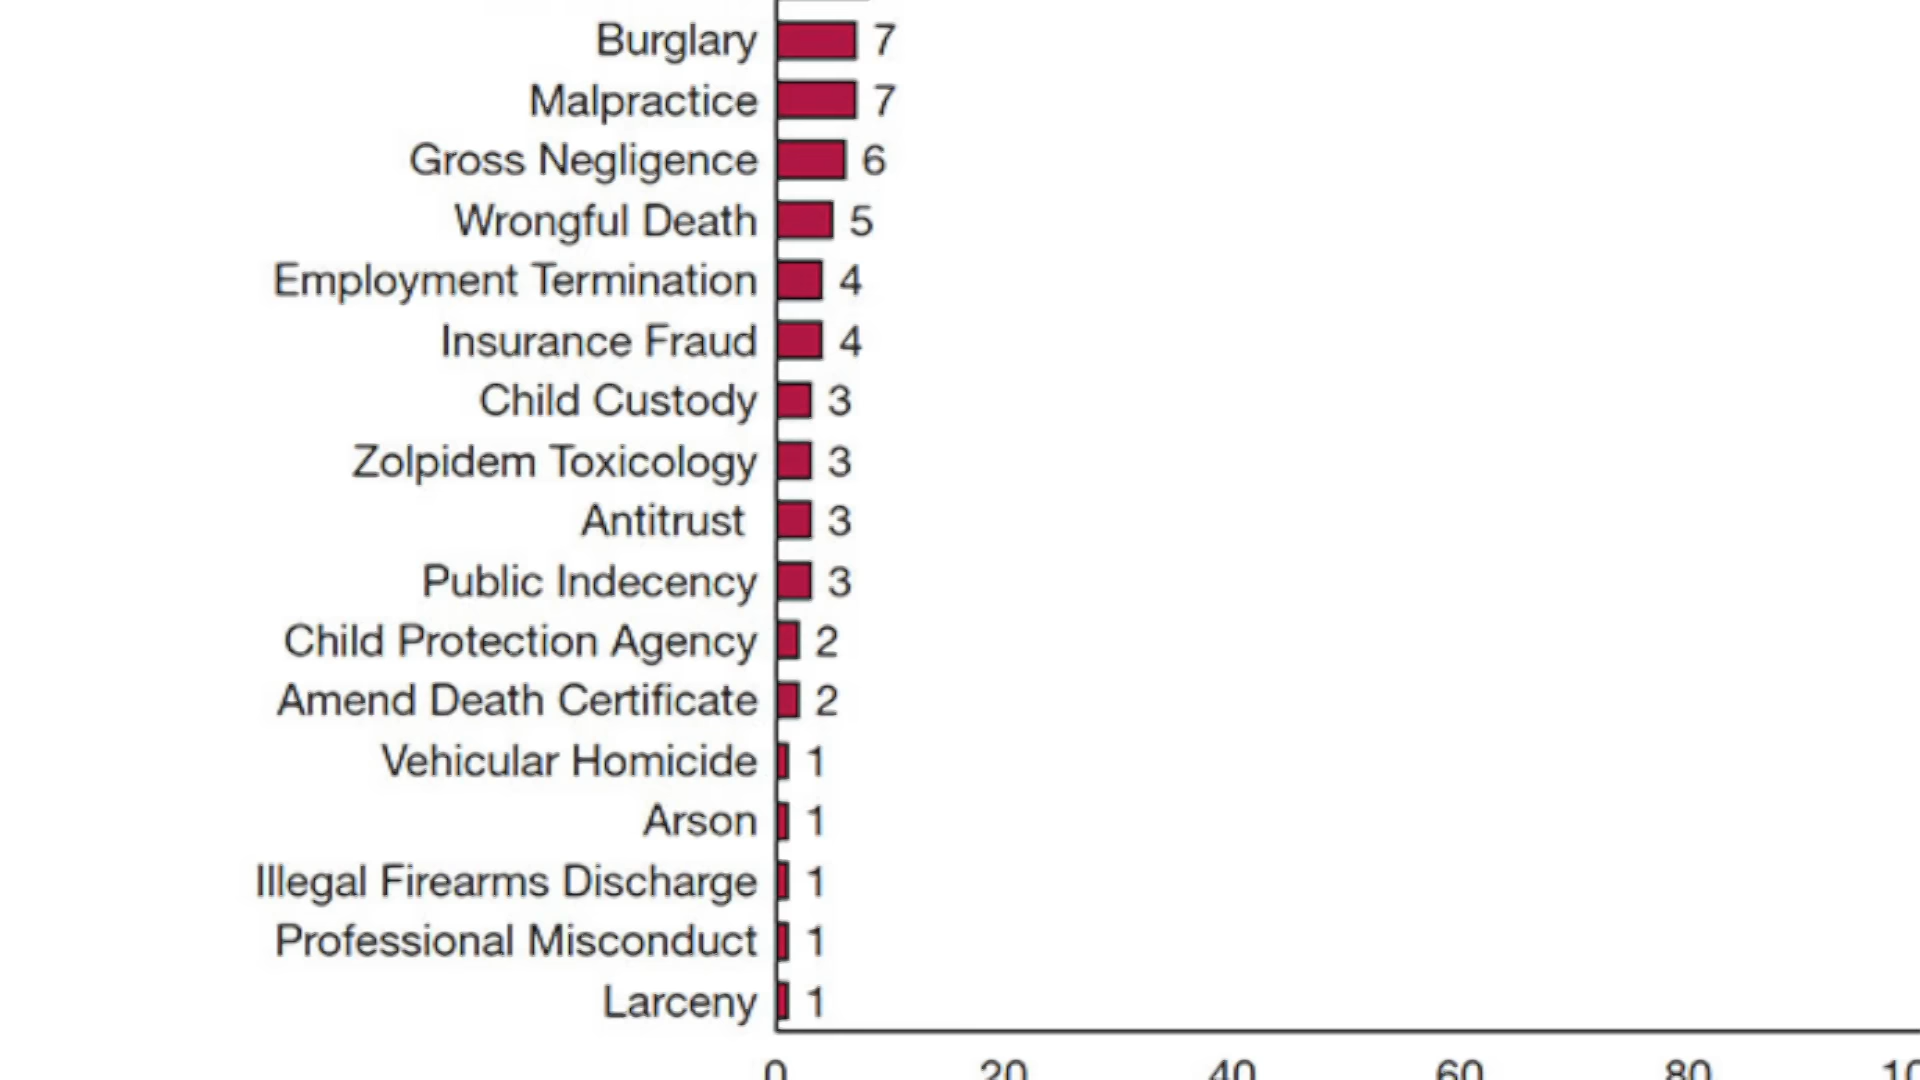 Burglary 7
Malpractice 7
Gross Negligence 6
Wrongful Death 5
Employment Termination 4
Insurance Fraud 4
Child Custody 3
Zolpidem Toxicology 3
Antitrust 3
Public Indecency 3
Child Protection Agency 2
Amend Death Certificate 2
Vehicular Homicide 1
Arson 1
Illegal Firearms Discharge 1
Professional Misconduct 1
Larceny 1
0 20 40 60 80